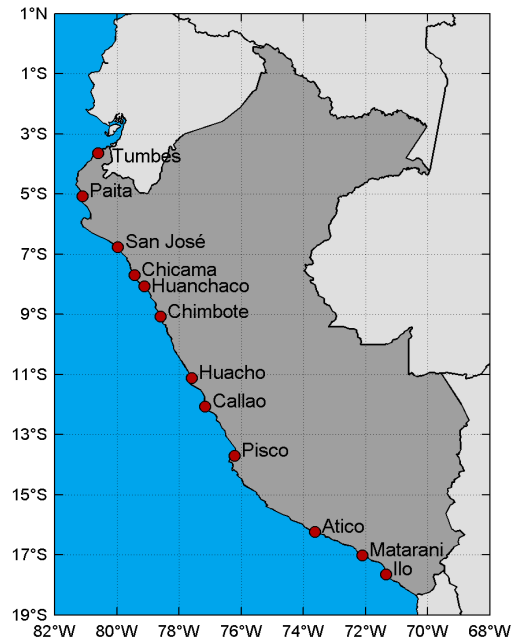 1°N
1°S
3°S
Tumbes
Paita
5°S
San José
7°S
Chicama
Huanchaco
Chimbote
9°S
Huacho
11°S
Callao
13°S
Pisco
15°S
Atico
Matarani
17°S
Ilo
19°S
82°W 80°W 78°W 76°W 74°W 72°W 70°W 68°W